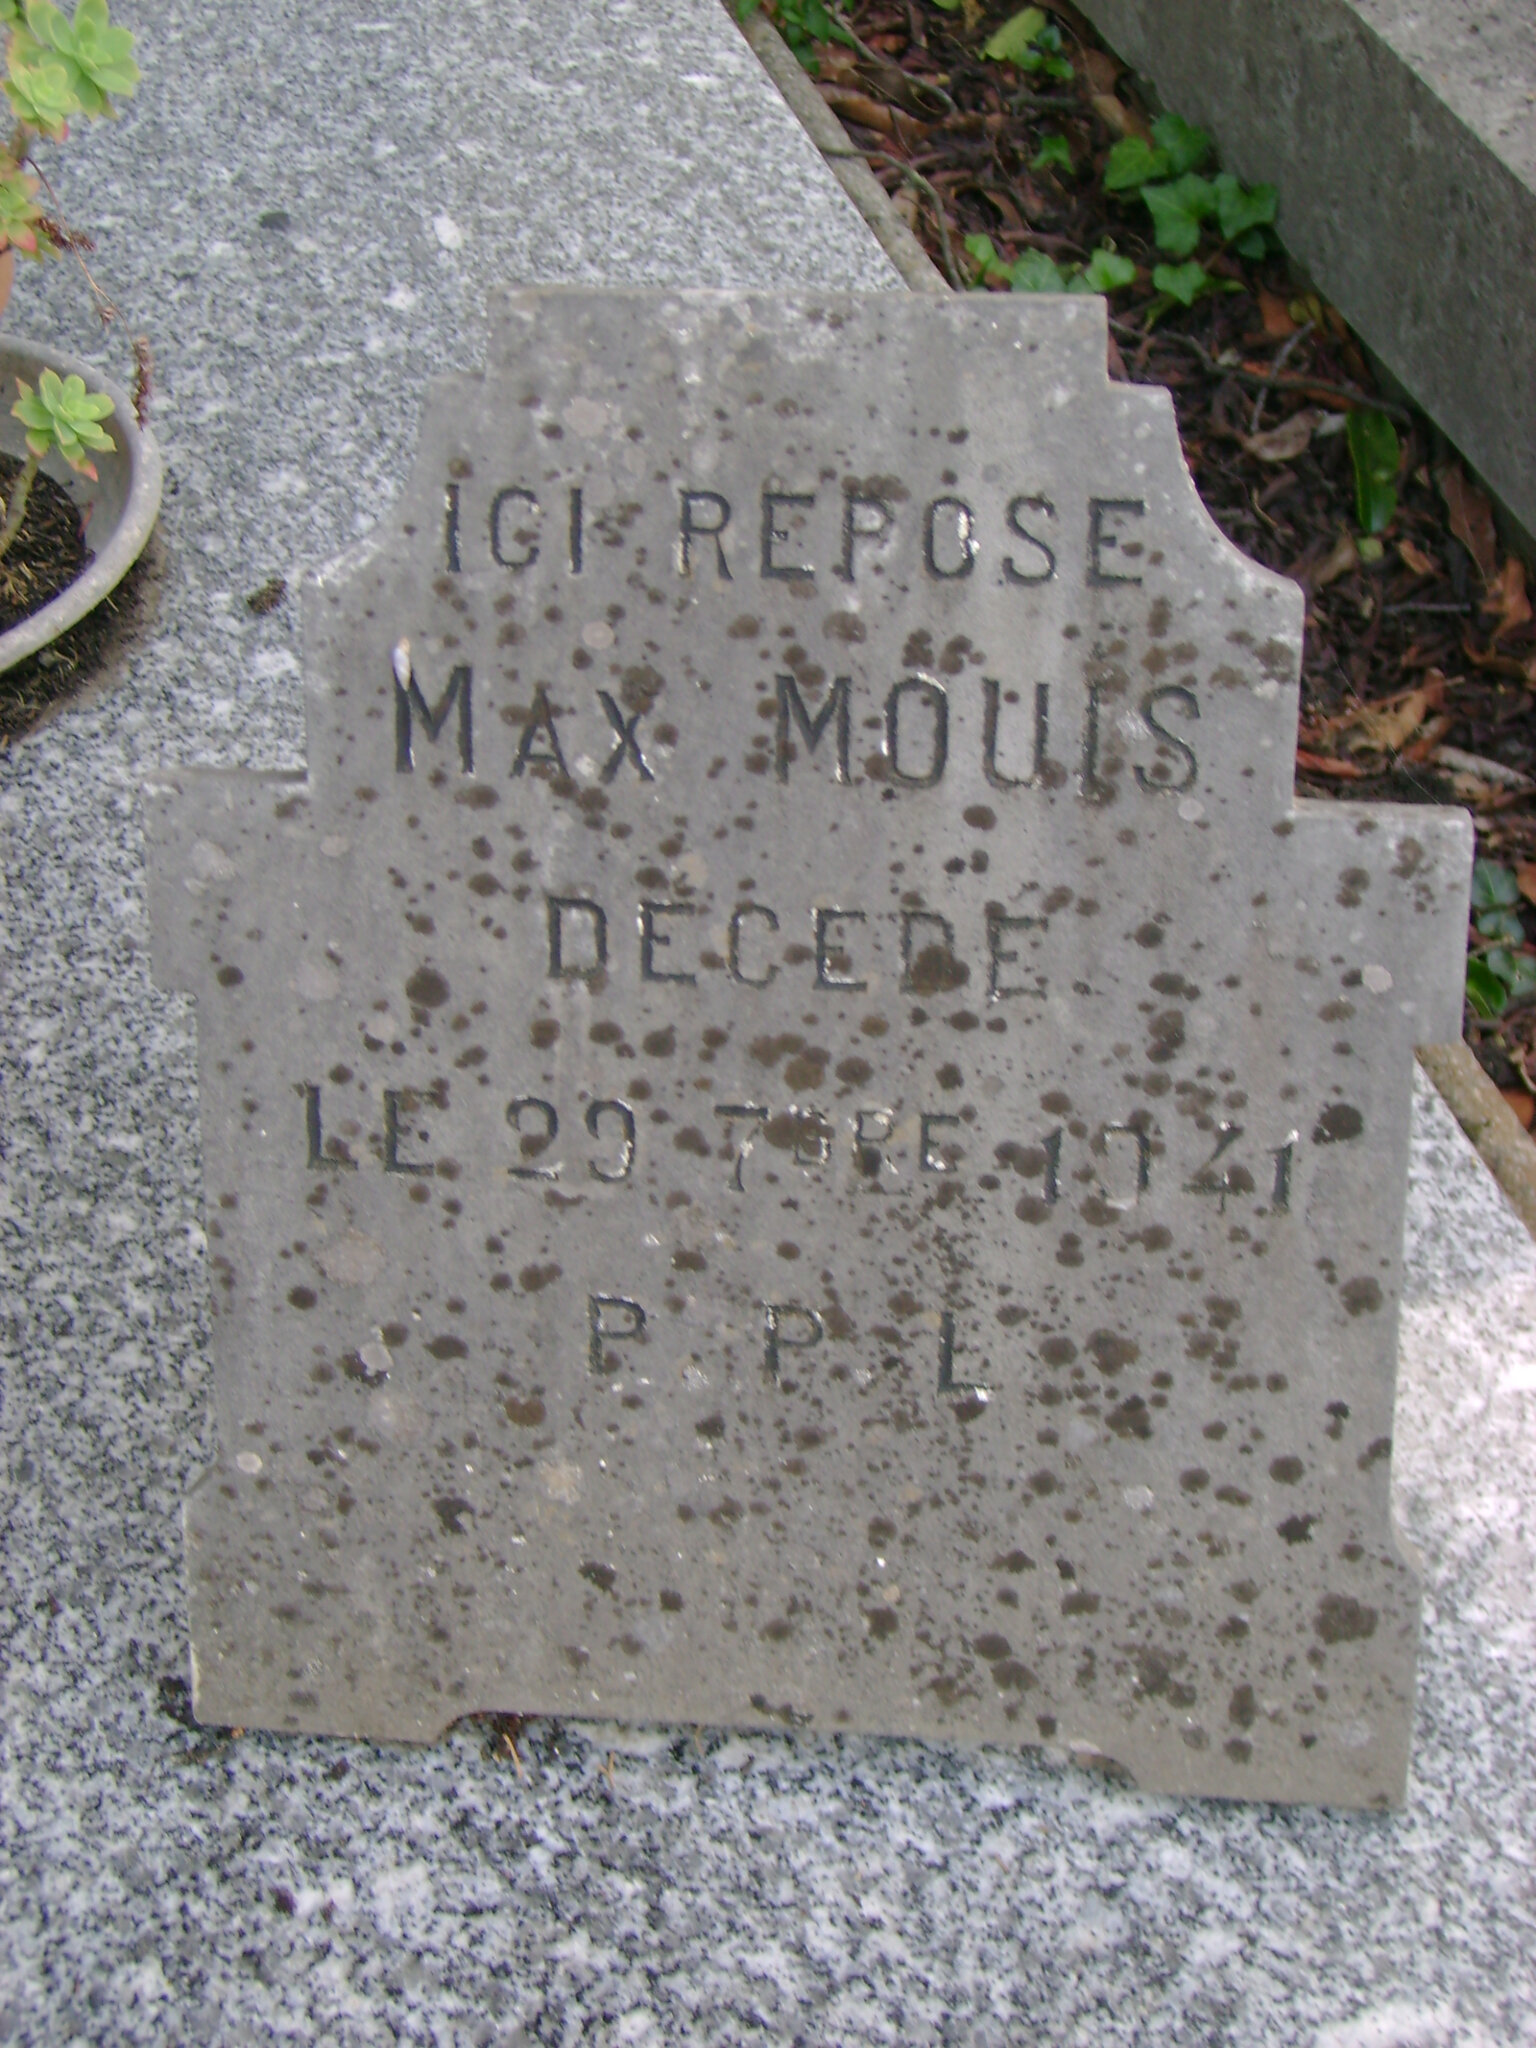 ICI REPOSE
MAX MOUIS
DECEDE
LE 29 7BRE 1941
P P L